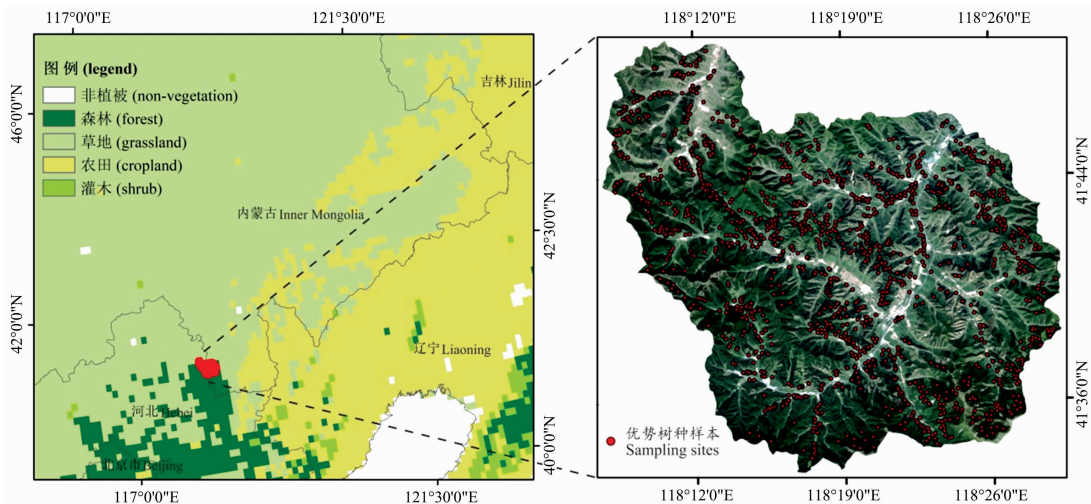 117°0'0"E
121°30'0"E
46°0'0"N
42°0'0"N
图 例 (legend)
非植被 (non-vegetation)
森林 (forest)
草地 (grassland)
农田 (cropland)
灌木 (shrub)
吉林 Jilin
内蒙古 Inner Mongolia
辽宁 Liaoning
河北 Hebei
北京市 Beijing
42°30'0"N
40°0'0"N
117°0'0"E
121°30'0"E
118°12'0"E
118°19'0"E
118°26'0"E
41°44'0"N
41°36'0"N
优势树种样本
Sampling sites
118°12'0"E
118°19'0"E
118°26'0"E